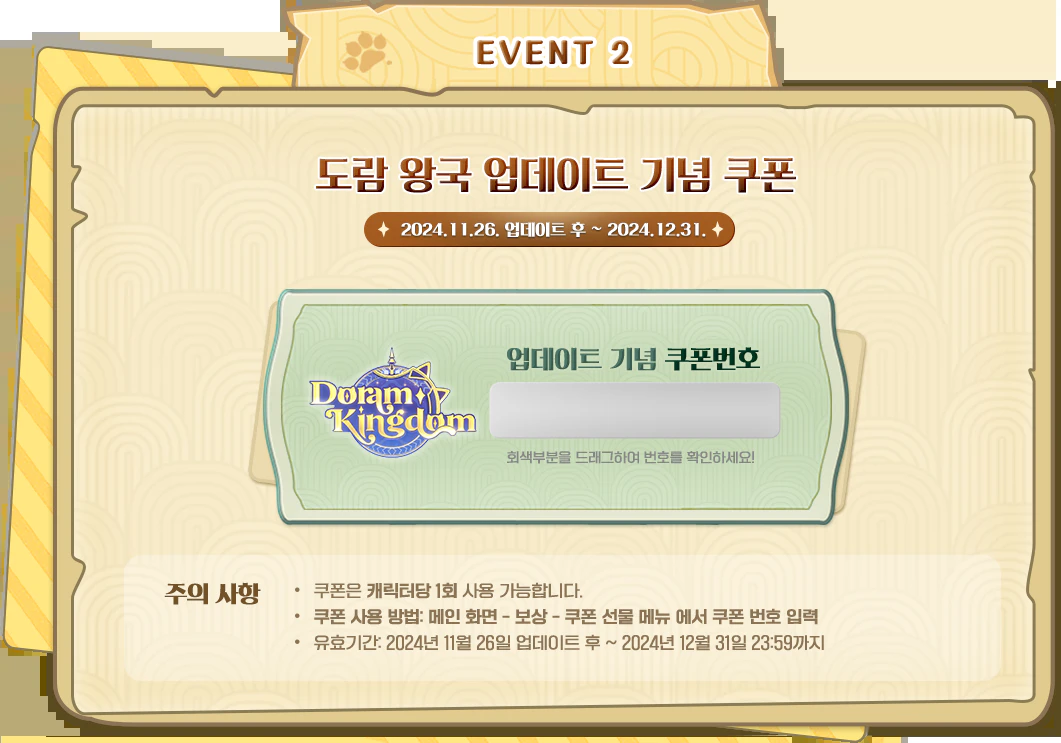 EVENT 2
도람 왕국 업데이트 기념 쿠폰
2024.11.26. 업데이트 후 ~ 2024.12.31.
업데이트 기념 쿠폰번호
Doram
Kingdom
회색부분을 드래그하여 번호를 확인하세요!
주의 사항
• 쿠폰은 캐릭터당 1회 사용 가능합니다.
• 쿠폰 사용 방법: 메인 화면 - 보상 - 쿠폰 선물 메뉴 에서 쿠폰 번호 입력
• 유효기간: 2024년 11월 26일 업데이트 후 ~ 2024년 12월 31일 23:59까지